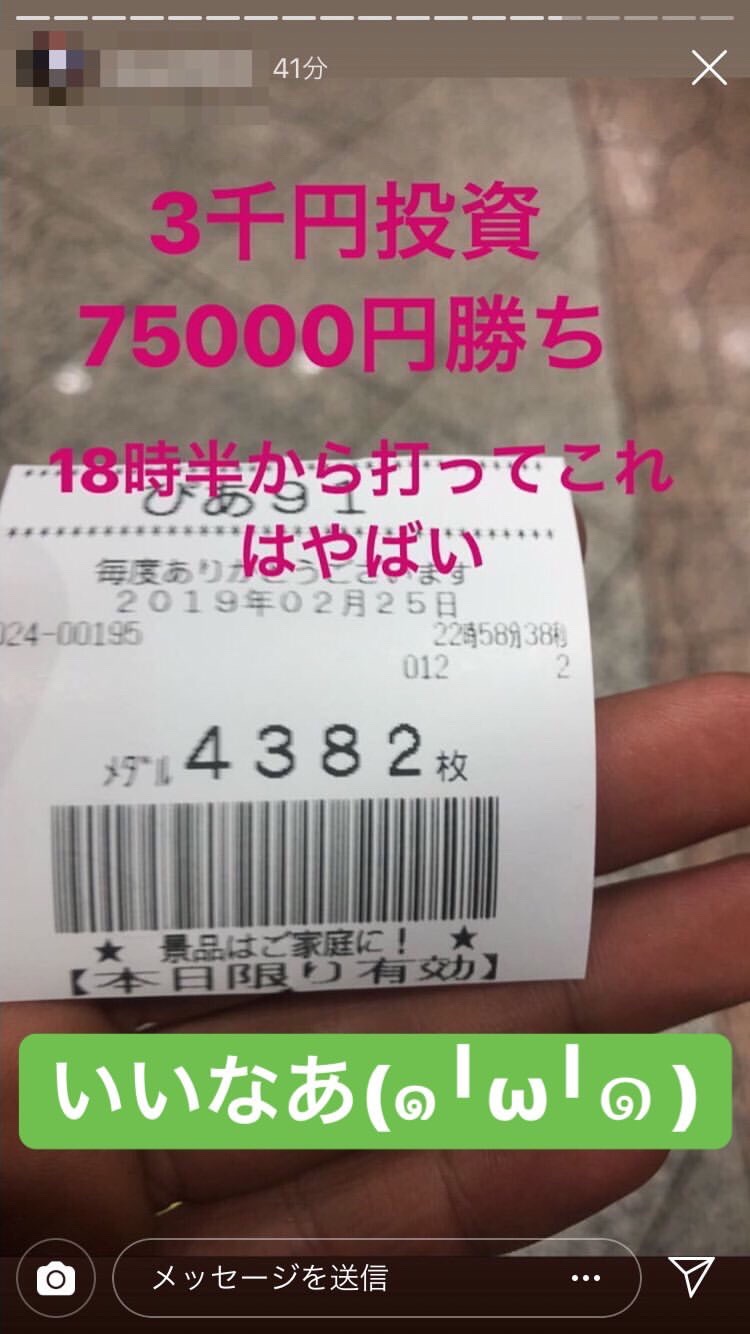 41分
3千円投資
75000円勝ち
18時半から打ってこれ
はやばい
ぴあ91
毎度ありがとうございます
2019年02月25日
024-00195
22時58分38秒
012 2
メダル 4382枚
★ 景品はご家庭に! ★
【本日限り有効】
いいなあ(๑╹ω╹๑ )
メッセージを送信